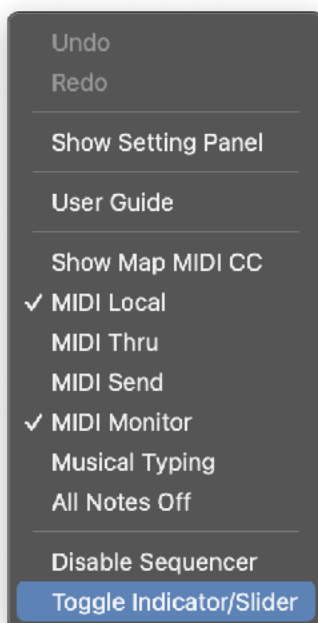 Undo
Redo
Show Setting Panel
User Guide
Show Map MIDI CC
✓ MIDI Local
MIDI Thru
MIDI Send
✓ MIDI Monitor
Musical Typing
All Notes Off
Disable Sequencer
Toggle Indicator/Slider